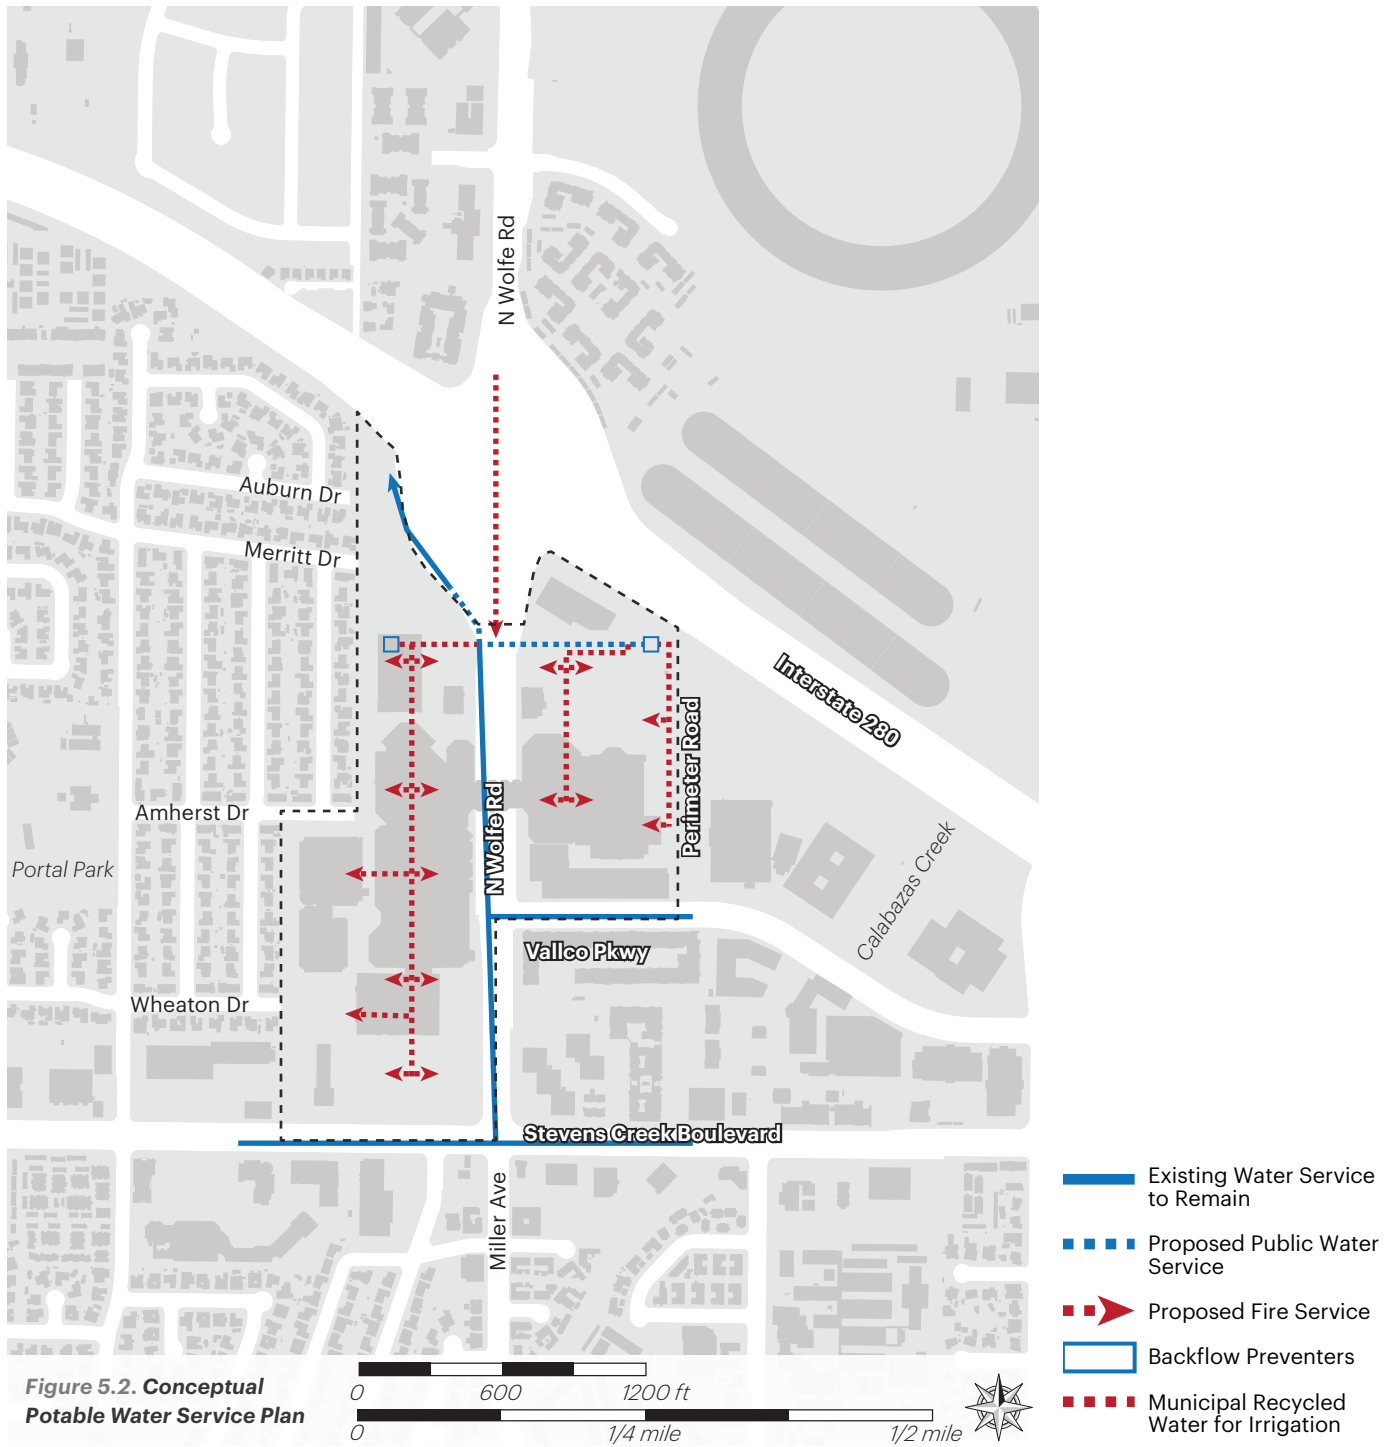 N Wolfe Rd
Auburn Dr
Merritt Dr
Interstate 280
Perimeter Road
N Wolfe Rd
Amherst Dr
Portal Park
Calabazas Creek
Vallco Pkwy
Wheaton Dr
Stevens Creek Boulevard
Miller Ave
Existing Water Service
to Remain
Proposed Public Water
Service
Proposed Fire Service
Backflow Preventers
Municipal Recycled
Water for Irrigation
Figure 5.2. Conceptual
Potable Water Service Plan
0 600 1200 ft
0 1/4 mile 1/2 mile